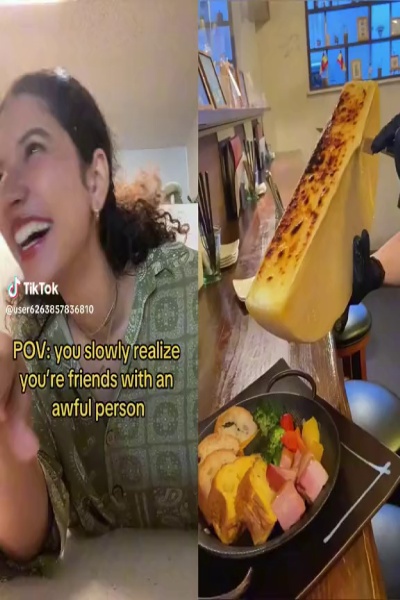 TikTok
@user6263857836810
POV: you slowly realize
you're friends with an
awful person